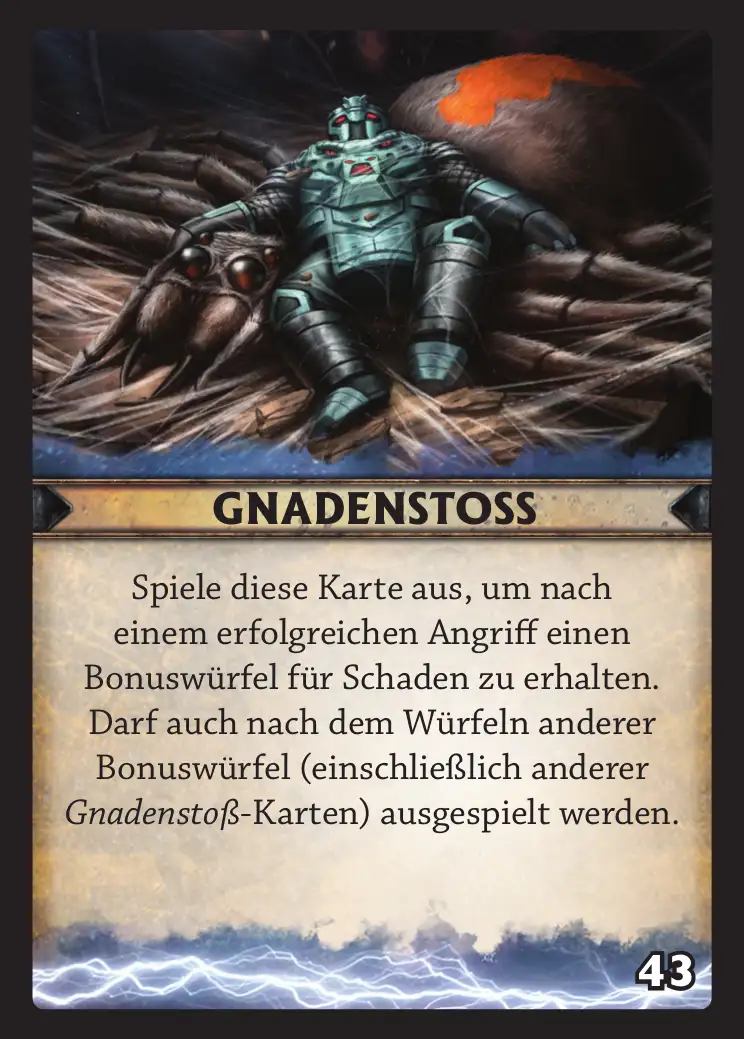 GNADENSTOSS
Spiele diese Karte aus, um nach
einem erfolgreichen Angriff einen
Bonuswürfel für Schaden zu erhalten.
Darf auch nach dem Würfeln anderer
Bonuswürfel (einschließlich anderer
Gnadenstoß-Karten) ausgespielt werden.
43